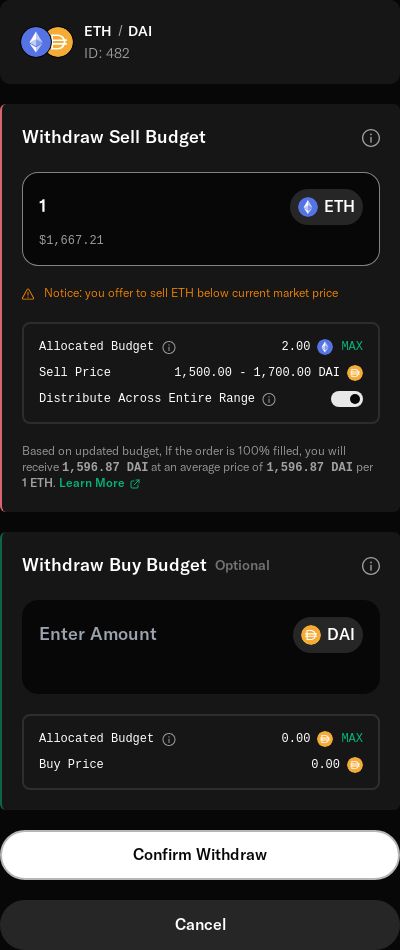 ETH / DAI
ID: 482
Withdraw Sell Budget
1
ETH
$1,667.21
Notice: you offer to sell ETH below current market price
Allocated Budget 2.00 MAX
Sell Price 1,500.00 - 1,700.00 DAI
Distribute Across Entire Range
Based on updated budget, If the order is 100% filled, you will
receive 1,596.87 DAI at an average price of 1,596.87 DAI per
1 ETH. Learn More
Withdraw Buy Budget Optional
Enter Amount DAI
Allocated Budget 0.00 MAX
Buy Price 0.00
Confirm Withdraw
Cancel